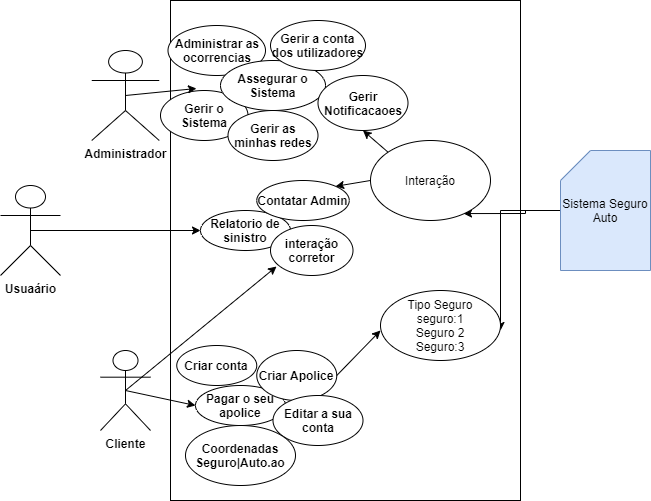 Administrar as
ocorrencias
Gerir a conta
dos utilizadores
Assegurar o
Sistema
Gerir
Notificacaoes
Gerir o
Sistema
Gerir as
minhas redes
Administrador
Interação
Sistema Seguro
Auto
Contatar Admin
Relatorio de
sinistro
interação
corretor
Usuaário
Tipo Seguro
seguro:1
Seguro 2
Seguro:3
Criar conta
Criar Apolice
Pagar o seu
apolice
Editar a sua
conta
Cliente
Coordenadas
Seguro|Auto.ao